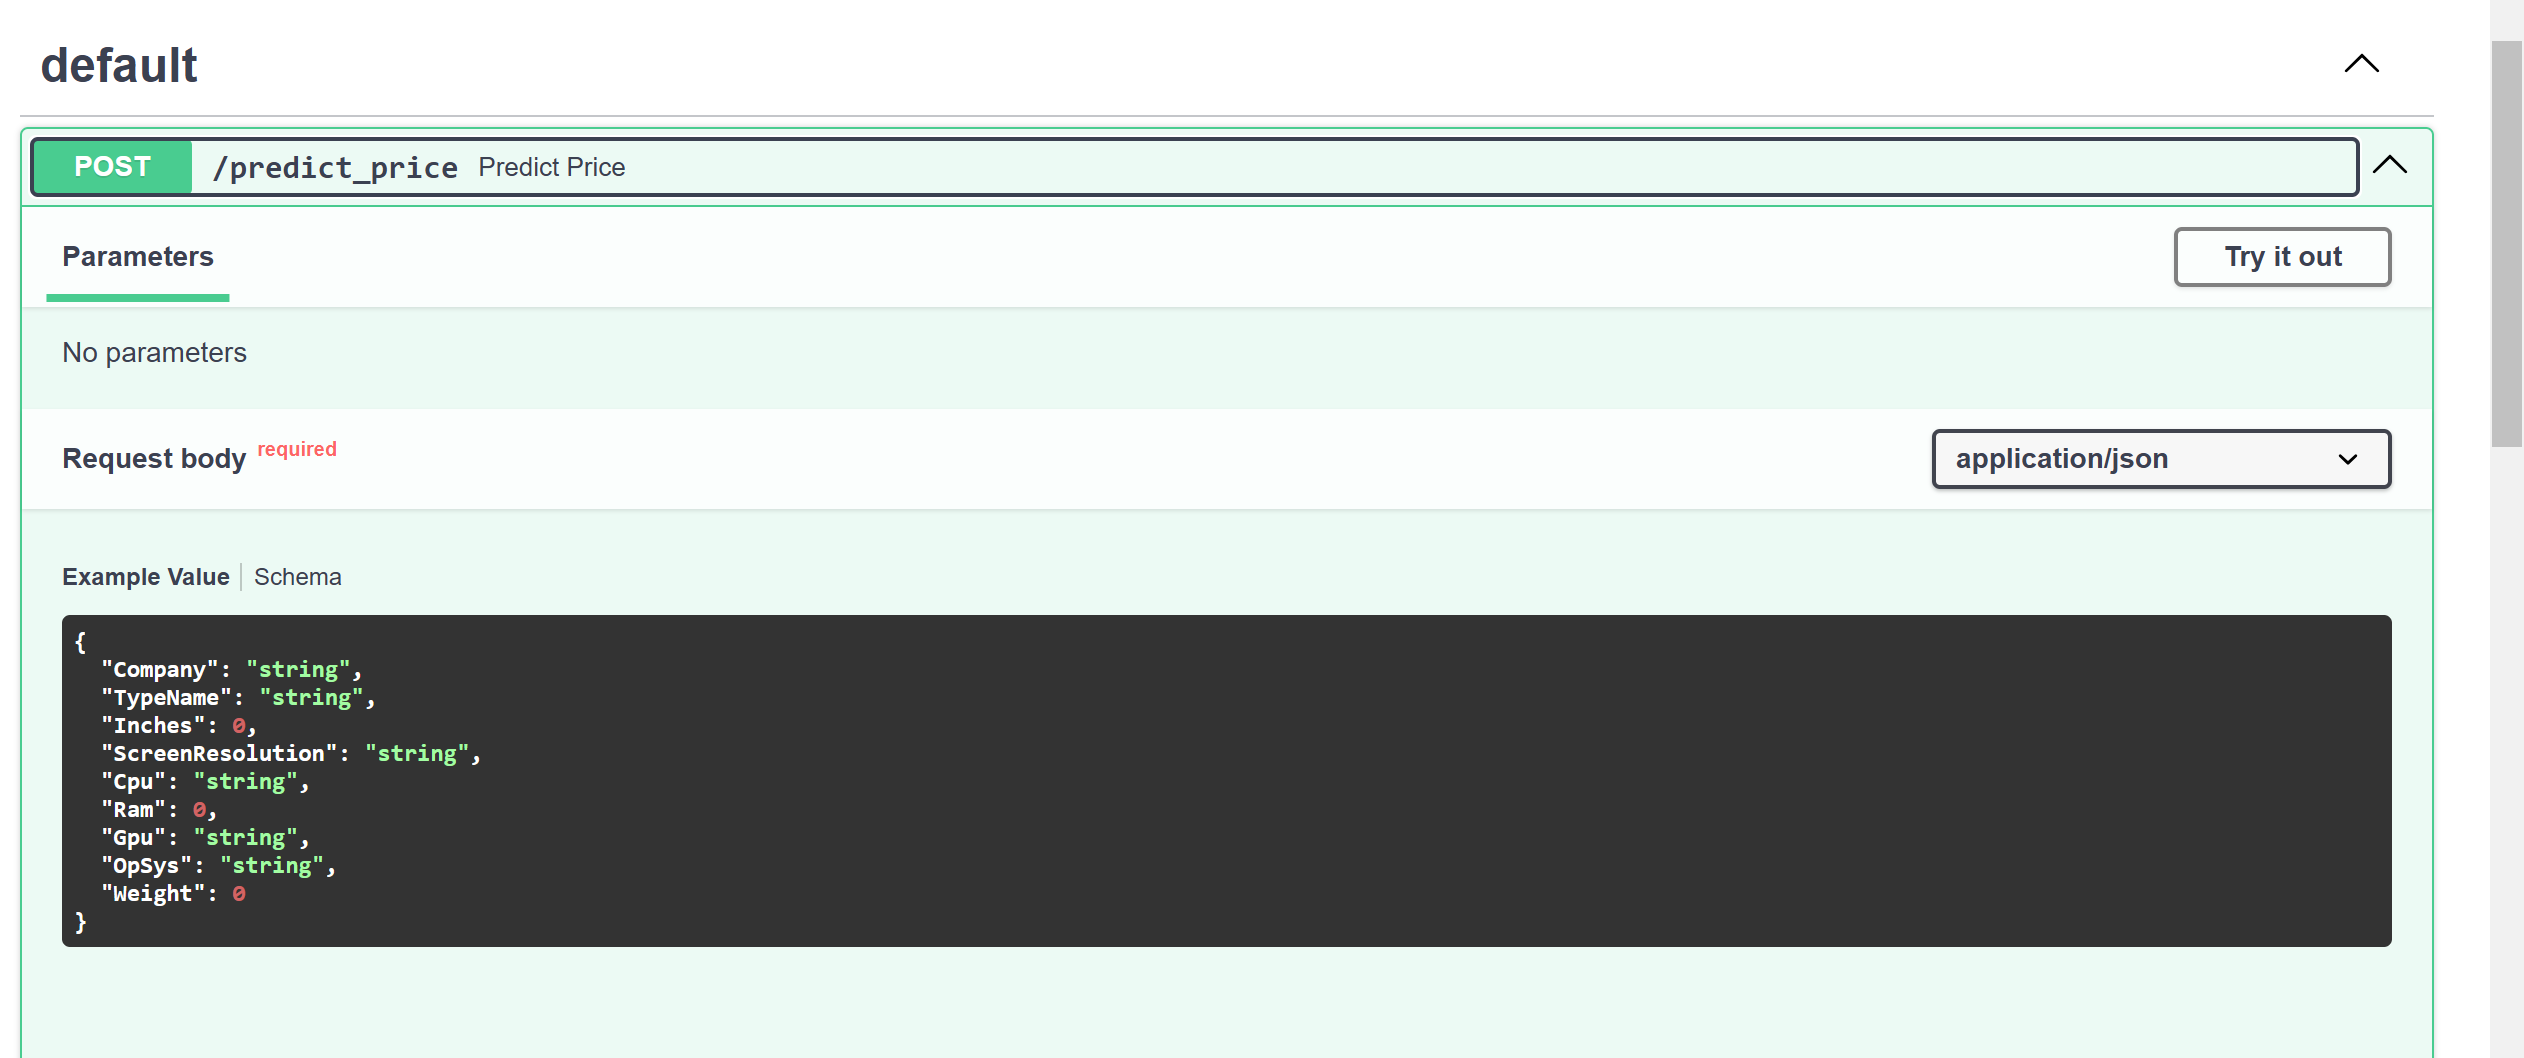 default
POST /predict_price Predict Price
Parameters
Try it out
No parameters
Request body required
application/json
Example Value
Schema
{
  "Company": "string",
  "TypeName": "string",
  "Inches": 0,
  "ScreenResolution": "string",
  "Cpu": "string",
  "Ram": 0,
  "Gpu": "string",
  "OpSys": "string",
  "Weight": 0
}